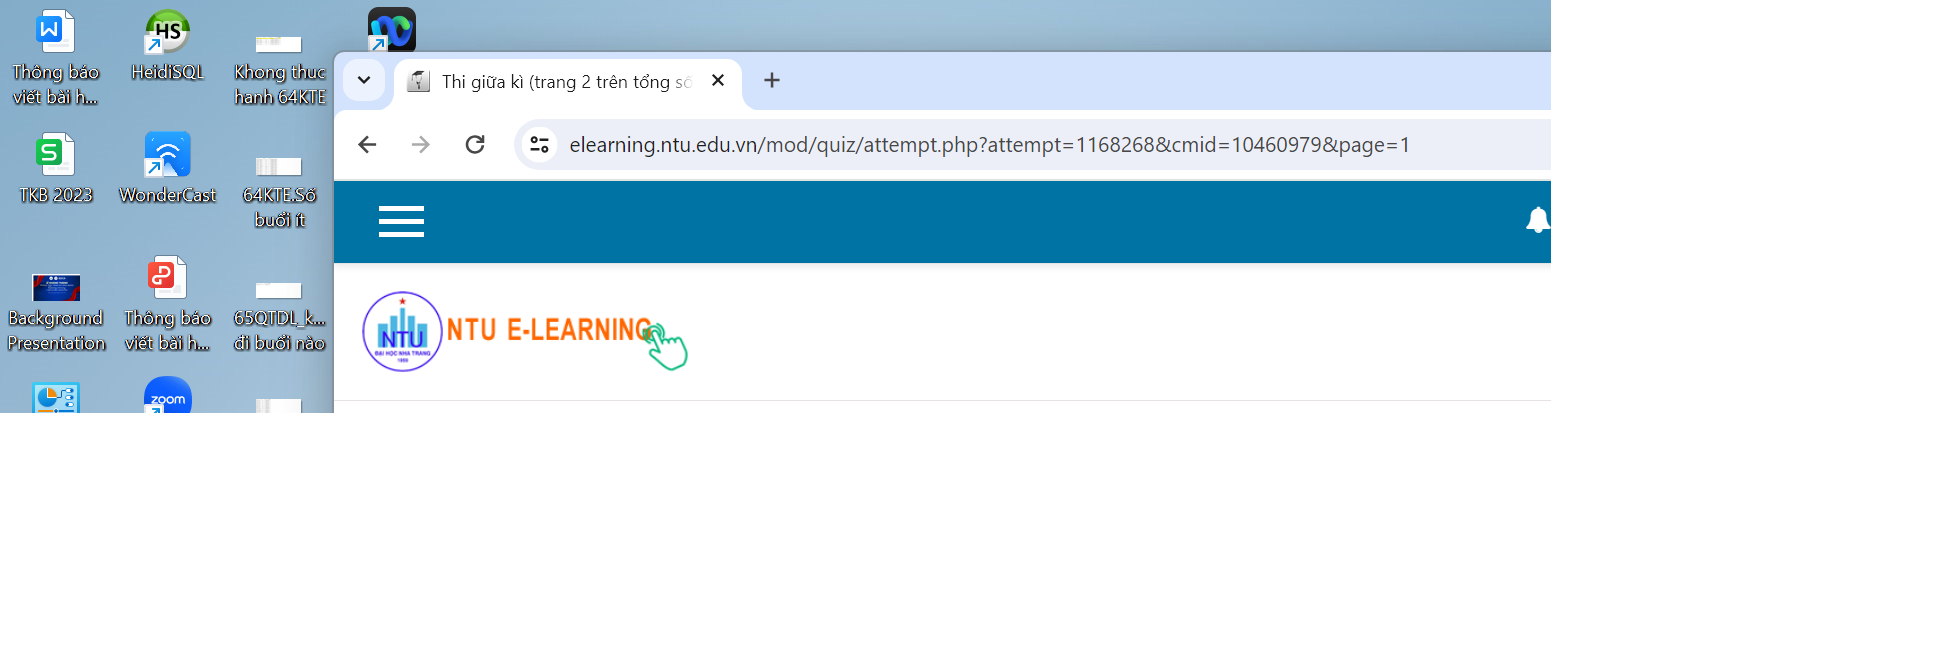 Thông báo
viết bài h...
HeidiSQL
Khong thuc
hanh 64KTE
TKB 2023
WonderCast
64KTE.Số
buổi ít
Background
Presentation
Thông báo
viết bài h...
65QTDL_k...
đi buổi nào
zoom
Thi giữa kì (trang 2 trên tổng số
elearning.ntu.edu.vn/mod/quiz/attempt.php?attempt=1168268&cmid=10460979&page=1
NTU
ĐẠI HỌC NHA TRANG
1959
NTU E-LEARNING